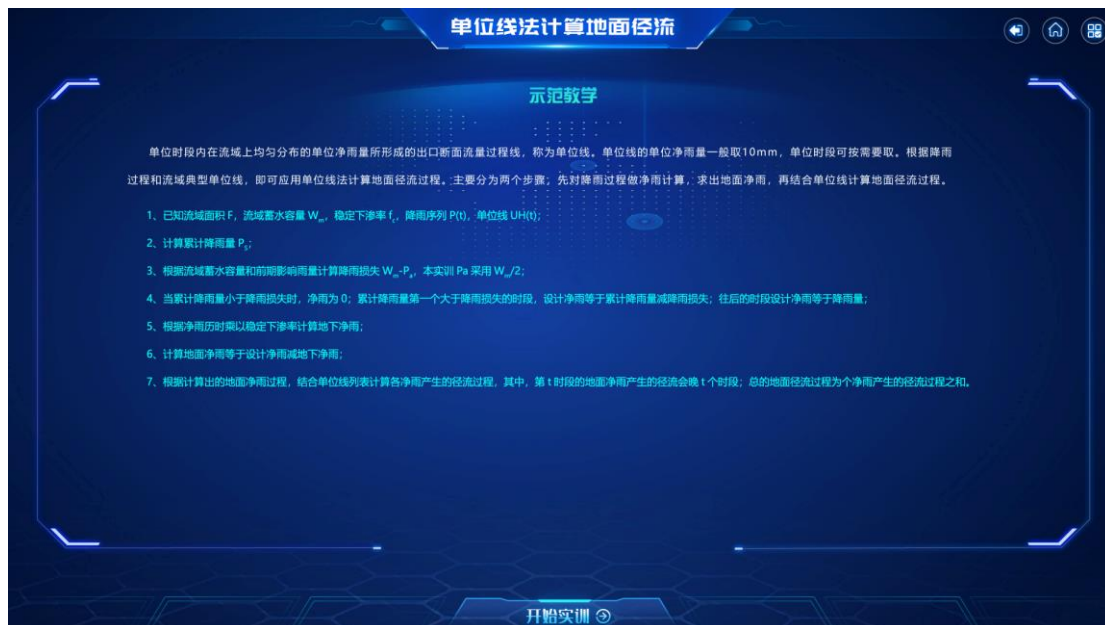 单位线法计算地面径流
示范教学
单位时段内在流域上均匀分布的单位净雨量所形成的出口断面流量过程线，称为单位线。单位线的单位净雨量一般取10mm，单位时段可按需要取。根据降雨
过程和流域典型单位线，即可应用单位线法计算地面径流过程。主要分为两个步骤；先对降雨过程做净雨计算，求出地面净雨，再结合单位线计算地面径流过程。
1、已知流域面积 F，流域蓄水容量 Wm，稳定下渗率 fc，降雨序列 P(t)，单位线 UH(t)；
2、计算累计降雨量 Ps；
3、根据流域蓄水容量和前期影响雨量计算降雨损失 Wm-Pa，本实训 Pa 采用 Wm/2；
4、当累计降雨量小于降雨损失时，净雨为 0；累计降雨量第一个大于降雨损失的时段，设计净雨等于累计降雨量减降雨损失；往后的时段设计净雨等于降雨量；
5、根据净雨历时乘以稳定下渗率计算地下净雨；
6、计算地面净雨等于设计净雨减地下净雨；
7、根据计算出的地面净雨过程，结合单位线列表计算各净雨产生的径流过程，其中，第 t 时段的地面净雨产生的径流会晚 t 个时段；总的地面径流过程为个净雨产生的径流过程之和。
开始实训